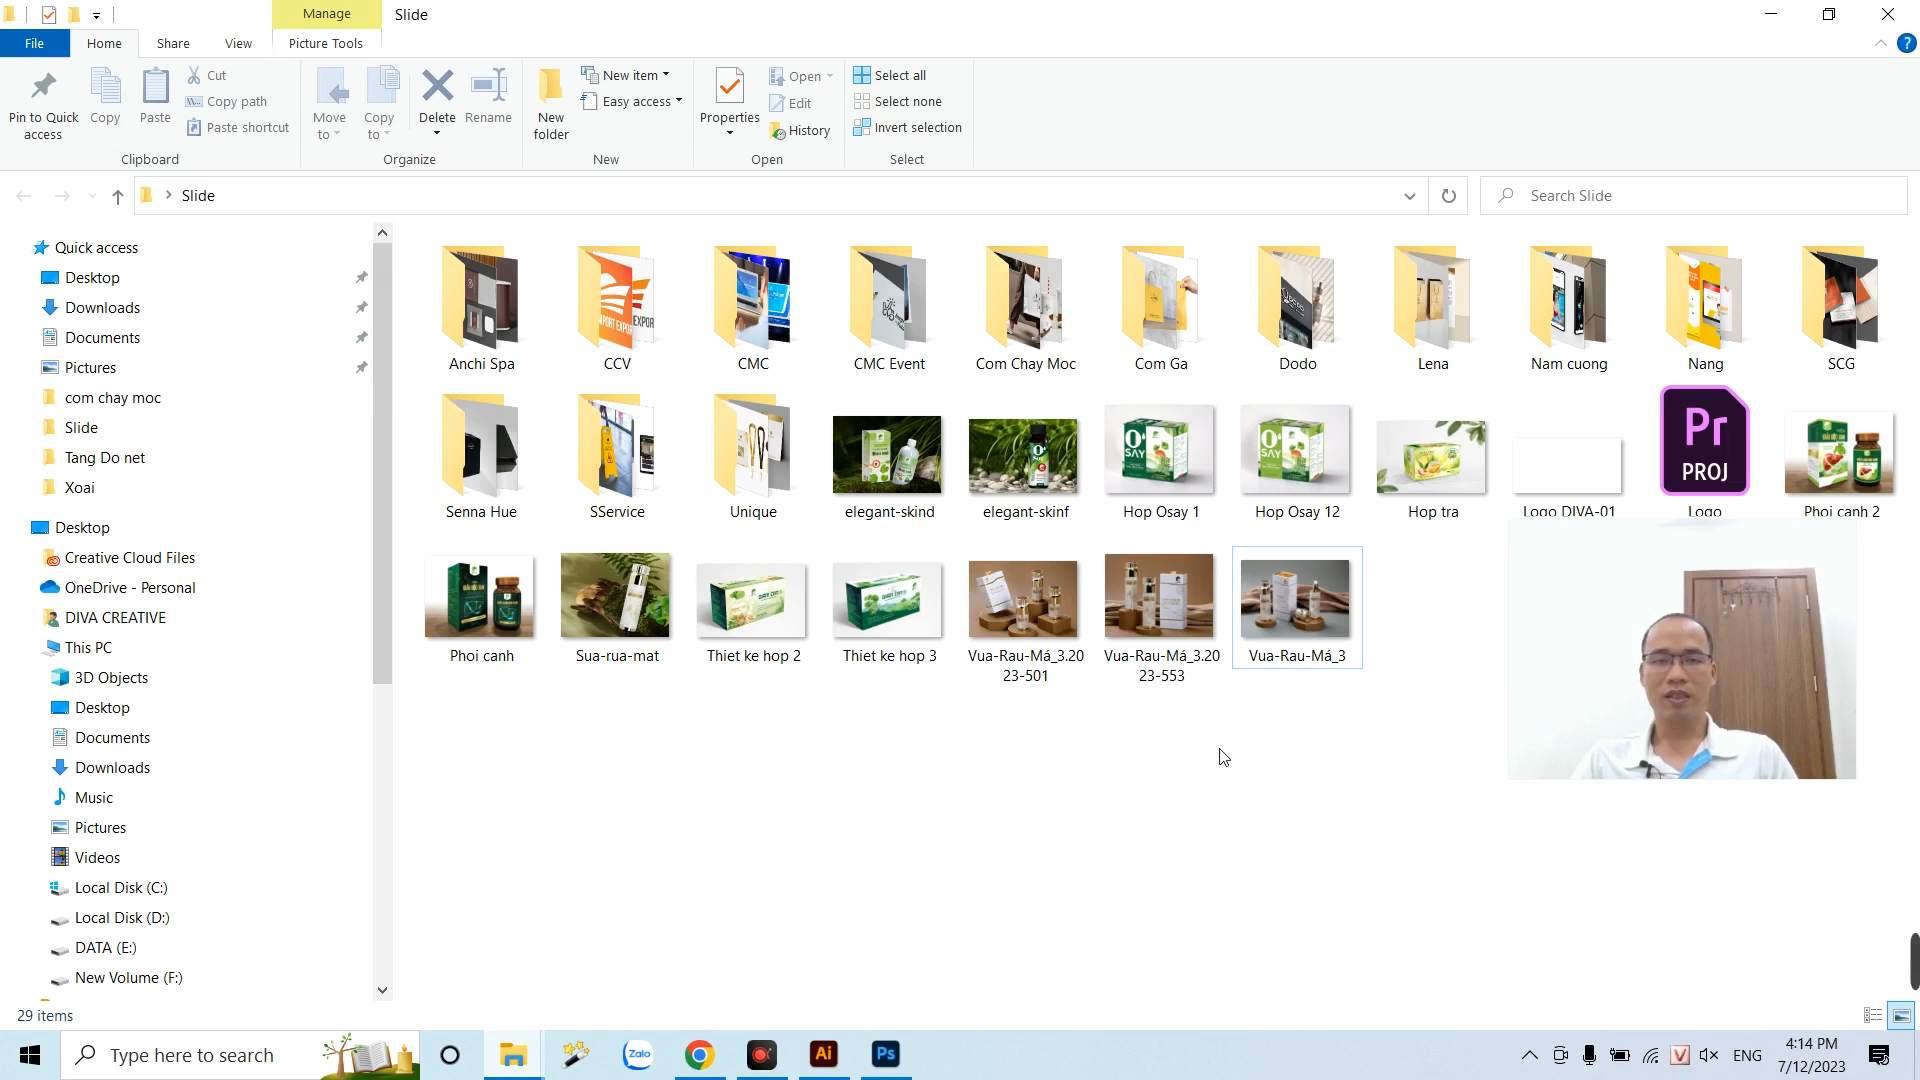 Manage
Slide
File
Home
Share
View
Picture Tools
Pin to Quick access
Copy
Paste
Cut
Copy path
Paste shortcut
Clipboard
Move to
Copy to
Delete
Rename
Organize
New folder
New item
Easy access
New
Properties
Open
Edit
History
Open
Select all
Select none
Invert selection
Select
Slide
Search Slide
Quick access
Desktop
Downloads
Documents
Pictures
com chay moc
Slide
Tang Do net
Xoai
Desktop
Creative Cloud Files
OneDrive - Personal
DIVA CREATIVE
This PC
3D Objects
Desktop
Documents
Downloads
Music
Pictures
Videos
Local Disk (C:)
Local Disk (D:)
DATA (E:)
New Volume (F:)
Anchi Spa
CCV
CMC
CMC Event
Com Chay Moc
Com Ga
Dodo
Lena
Nam cuong
Nang
SCG
Pr
PROJ
Senna Hue
SService
Unique
elegant-skind
elegant-skinf
Hop Osay 1
Hop Osay 12
Hop tra
Logo DIVA-01
Logo
Phoi canh 2
Phoi canh
Sua-rua-mat
Thiet ke hop 2
Thiet ke hop 3
Vua-Rau-Má_3.20
23-501
Vua-Rau-Má_3.20
23-553
Vua-Rau-Má_3
29 items
Type here to search
Zalo
Ai
Ps
ENG
4:14 PM
7/12/2023